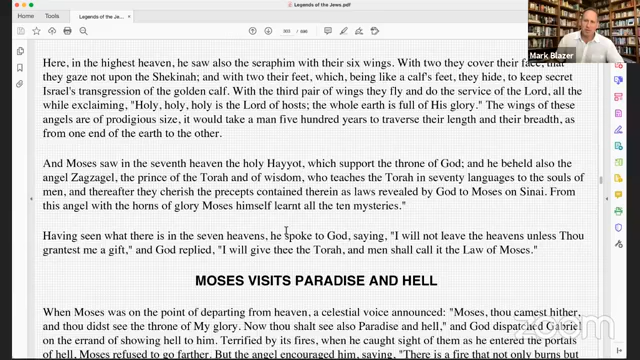 Legends of the Jews.pdf
Home Tools Legends of the Jew... ×
303 / 686
Mark Blazer
Here, in the highest heaven, he saw also the seraphim with their six wings. With two they cover their face, that
they gaze not upon the Shekinah; and with two their feet, which, being like a calf's feet, they hide, to keep secret
Israel's transgression of the golden calf. With the third pair of wings they fly and do the service of the Lord, all
the while exclaiming, "Holy, holy, holy is the Lord of hosts; the whole earth is full of His glory." The wings of these
angels are of prodigious size, it would take a man five hundred years to traverse their length and their breadth, as
from one end of the earth to the other.
And Moses saw in the seventh heaven the holy Hayyot, which support the throne of God; and he beheld also the
angel Zagzagel, the prince of the Torah and of wisdom, who teaches the Torah in seventy languages to the souls of
men, and thereafter they cherish the precepts contained therein as laws revealed by God to Moses on Sinai. From
this angel with the horns of glory Moses himself learnt all the ten mysteries."
Having seen what there is in the seven heavens, he spoke to God, saying, "I will not leave the heavens unless Thou
grantest me a gift," and God replied, "I will give thee the Torah, and men shall call it the Law of Moses."
MOSES VISITS PARADISE AND HELL
When Moses was on the point of departing from heaven, a celestial voice announced: "Moses, thou camest hither,
and thou didst see the throne of My glory. Now thou shalt see also Paradise and hell," and God dispatched Gabriel
on the errand of showing hell to him. Terrified by its fires, when he caught sight of them as he entered the portals
of hell, Moses refused to go farther. But the angel encouraged him, saying, "There is a fire that not only burns but
zoom